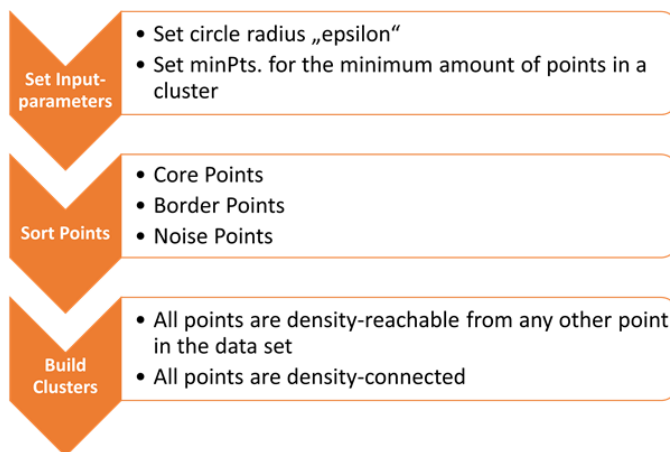 Set Input-
parameters
• Set circle radius „epsilon“
• Set minPts. for the minimum amount of points in a
cluster
Sort Points
• Core Points
• Border Points
• Noise Points
Build
Clusters
• All points are density-reachable from any other point
in the data set
• All points are density-connected